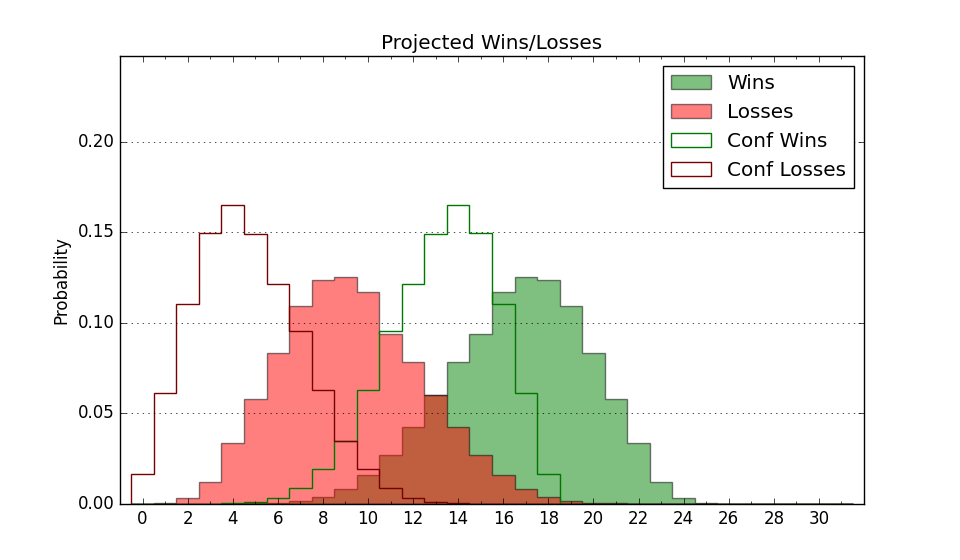 Projected Wins/Losses
Wins
Losses
Conf Wins
Conf Losses
Probability
0.20
0.15
0.10
0.05
0.00
0 2 4 6 8 10 12 14 16 18 20 22 24 26 28 30